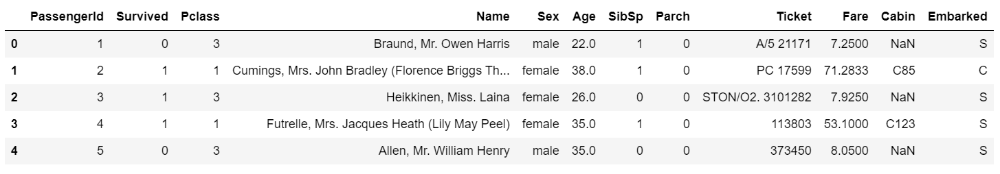 PassengerId Survived Pclass Name Sex Age SibSp Parch Ticket Fare Cabin Embarked
0 1 0 3 Braund, Mr. Owen Harris male 22.0 1 0 A/5 21171 7.2500 NaN S
1 2 1 1 Cumings, Mrs. John Bradley (Florence Briggs Th... female 38.0 1 0 PC 17599 71.2833 C85 C
2 3 1 3 Heikkinen, Miss. Laina female 26.0 0 0 STON/O2. 3101282 7.9250 NaN S
3 4 1 1 Futrelle, Mrs. Jacques Heath (Lily May Peel) female 35.0 1 0 113803 53.1000 C123 S
4 5 0 3 Allen, Mr. William Henry male 35.0 0 0 373450 8.0500 NaN S